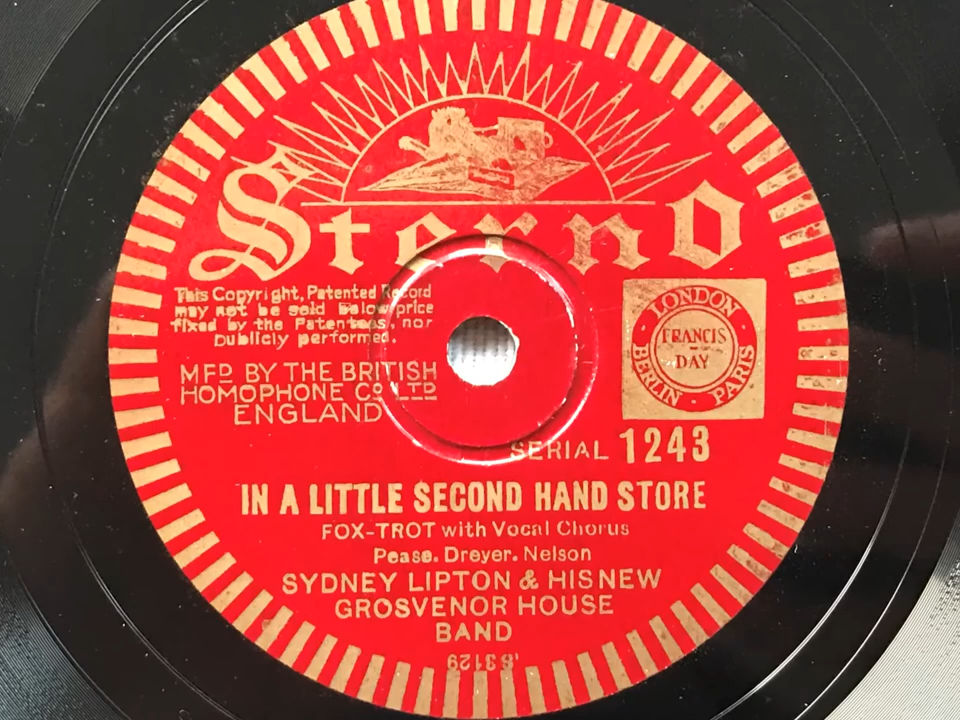 Sterno
This Copyright, Patented Record
may not be sold below price
fixed by the Patentees, nor
publicly performed.
MFD BY THE BRITISH
HOMOPHONE CO LTD
ENGLAND
LONDON
FRANCIS
DAY
BERLIN · PARIS
SERIAL 1243
IN A LITTLE SECOND HAND STORE
FOX-TROT with Vocal Chorus
Pease. Dreyer. Nelson
SYDNEY LIPTON & HIS NEW
GROSVENOR HOUSE
BAND
S3129